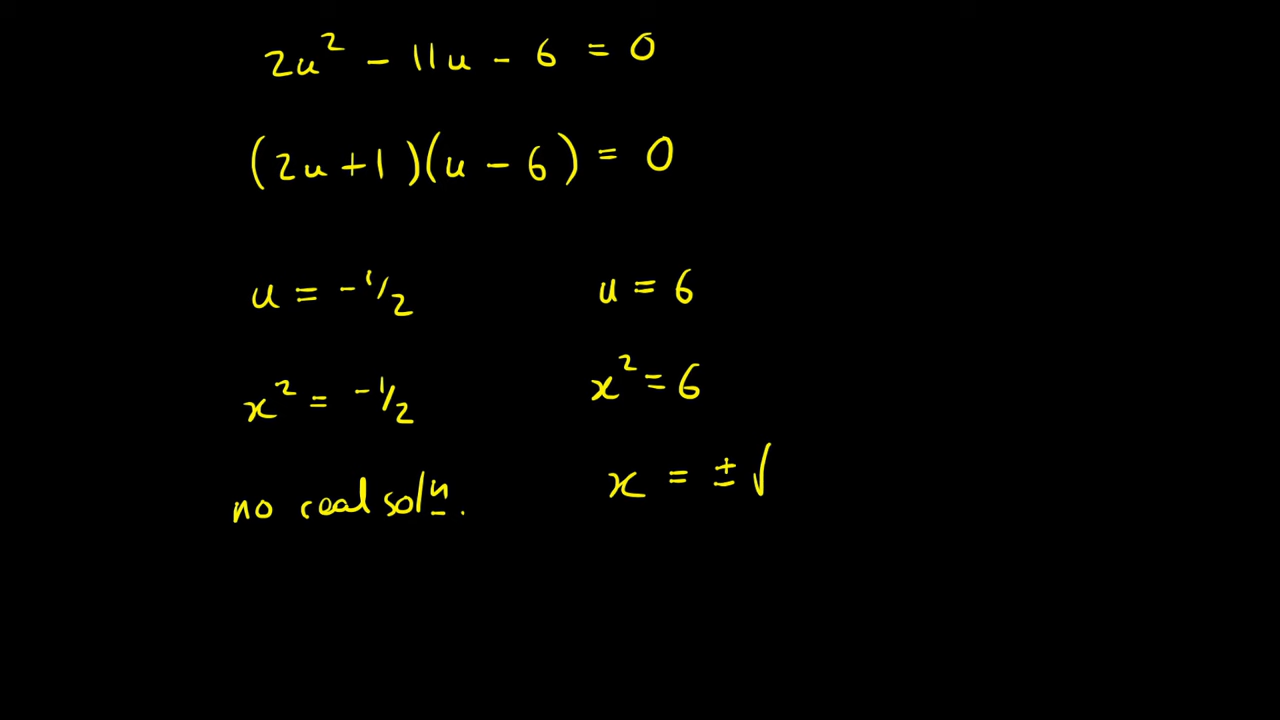 2u² - 11u - 6 = 0
(2u + 1)(u - 6) = 0
u = -1/2 u = 6
x² = -1/2 x² = 6
no real solⁿ. x = ±√